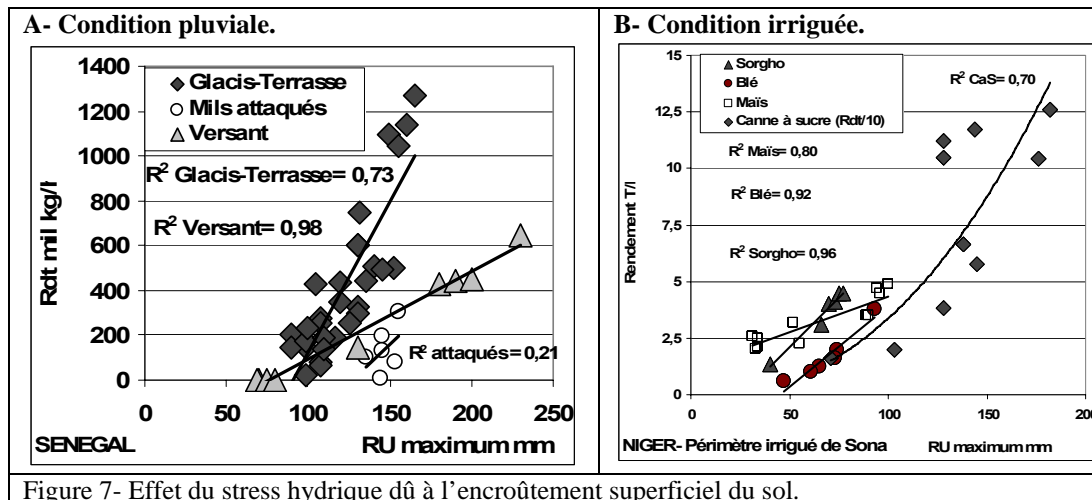 A- Condition pluviale.
Rdt mil kg/l
1400
1200
1000
800
600
400
200
0
Glacis-Terrasse
Mils attaqués
Versant
R² Glacis-Terrasse= 0,73
R² Versant= 0,98
R² attaqués = 0,21
0 50 100 150 200 250
SENEGAL RU maximum mm
B- Condition irriguée.
Rendement T/l
15
12,5
10
7,5
5
2,5
0
Sorgho
Blé
Maïs
Canne à sucre (Rdt/10)
R² CaS= 0,70
R² Maïs= 0,80
R² Blé= 0,92
R² Sorgho= 0,96
0 50 100 150 200
NIGER- Périmètre irrigué de Sona RU maximum mm
Figure 7- Effet du stress hydrique dû à l’encroûtement superficiel du sol.